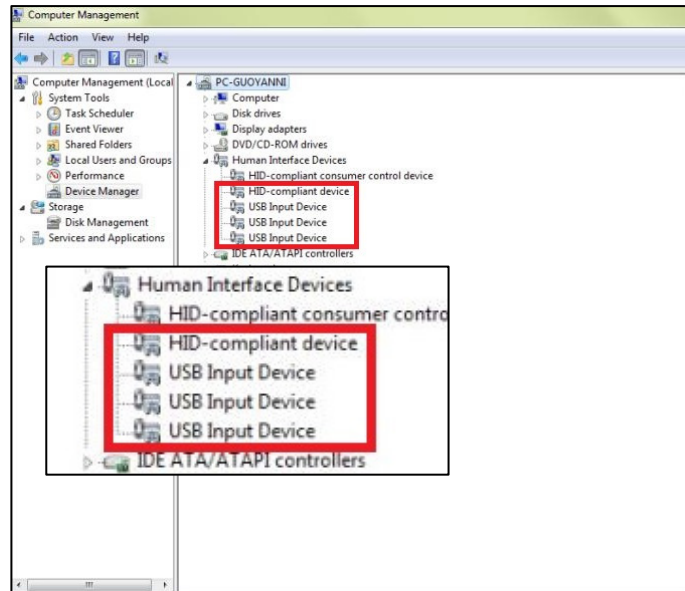 Computer Management
File Action View Help
Computer Management (Local
System Tools
Task Scheduler
Event Viewer
Shared Folders
Local Users and Groups
Performance
Device Manager
Storage
Disk Management
Services and Applications
PC-GUOYANNI
Computer
Disk drives
Display adapters
DVD/CD-ROM drives
Human Interface Devices
HID-compliant consumer control device
HID-compliant device
USB Input Device
USB Input Device
USB Input Device
IDE ATA/ATAPI controllers
Human Interface Devices
HID-compliant consumer contro
HID-compliant device
USB Input Device
USB Input Device
USB Input Device
IDE ATA/ATAPI controllers